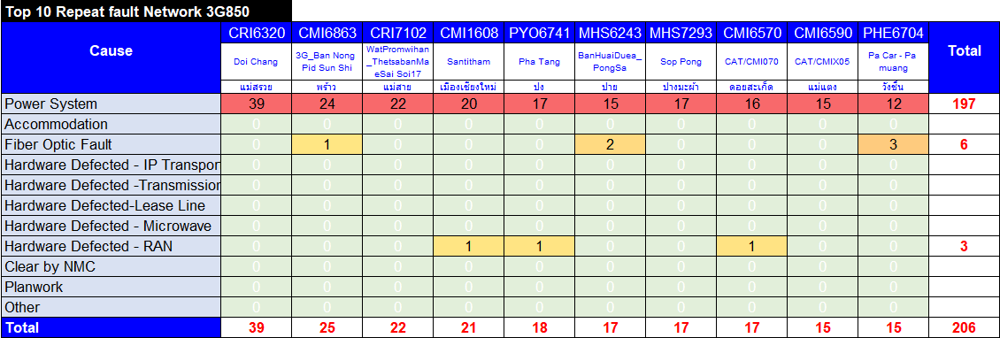 Top 10 Repeat fault Network 3G850
Cause CRI6320 CMI6863 CRI7102 CMI1608 PYO6741 MHS6243 MHS7293 CMI6570 CMI6590 PHE6704 Total
Doi Chang 3G_Ban Nong Pid Sun Shi WatPromwihan_ThetsabanMaeSai Soi17 Santitham Pha Tang BanHuaiDuea_PongSa Sop Pong CAT/CMI070 CAT/CMIX05 Pa Car - Pa muang
แม่สรวย พร้าว แม่สาย เมืองเชียงใหม่ ปง ปาย ปางมะผ้า ดอยสะเก็ด แม่แตง วังชิ้น
Power System 39 24 22 20 17 15 17 16 15 12 197
Accommodation 0 0 0 0 0 0 0 0 0 0
Fiber Optic Fault 0 1 0 0 0 2 0 0 0 3 6
Hardware Defected - IP Transpor 0 0 0 0 0 0 0 0 0 0
Hardware Defected -Transmission 0 0 0 0 0 0 0 0 0 0
Hardware Defected-Lease Line 0 0 0 0 0 0 0 0 0 0
Hardware Defected - Microwave 0 0 0 0 0 0 0 0 0 0
Hardware Defected - RAN 0 0 0 1 1 0 0 1 0 0 3
Clear by NMC 0 0 0 0 0 0 0 0 0 0
Planwork 0 0 0 0 0 0 0 0 0 0
Other 0 0 0 0 0 0 0 0 0 0
Total 39 25 22 21 18 17 17 17 15 15 206